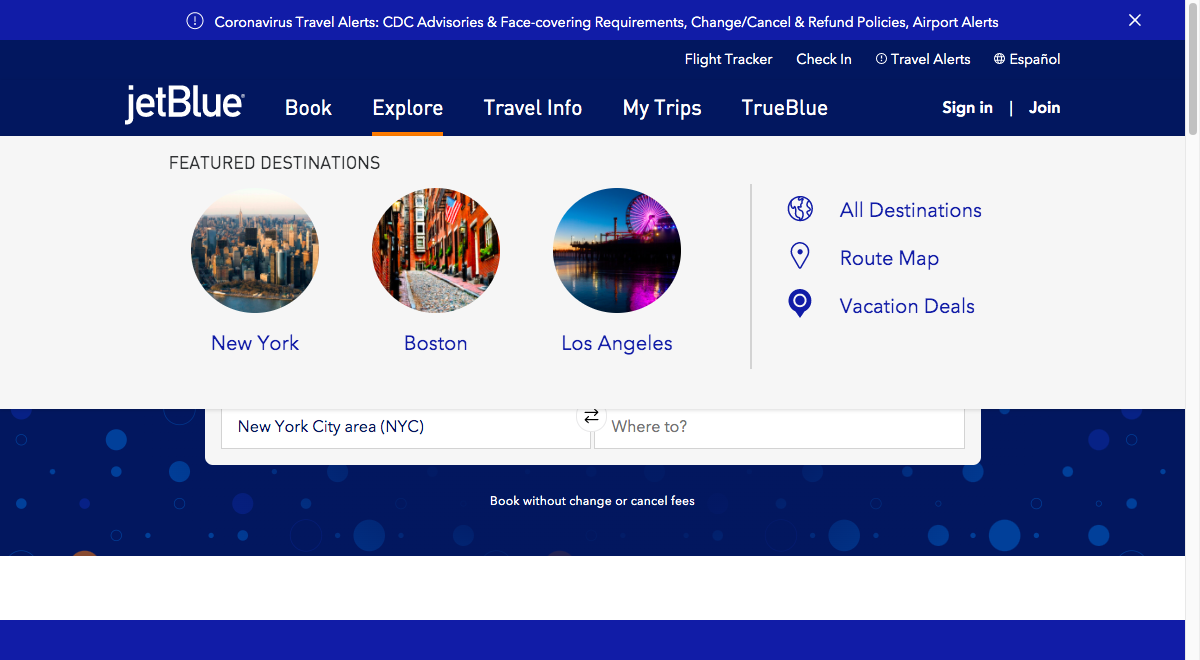 Coronavirus Travel Alerts: CDC Advisories & Face-covering Requirements, Change/Cancel & Refund Policies, Airport Alerts
Flight Tracker Check In Travel Alerts Español
jetBlue Book Explore Travel Info My Trips TrueBlue Sign in | Join
FEATURED DESTINATIONS
New York
Boston
Los Angeles
All Destinations
Route Map
Vacation Deals
New York City area (NYC) Where to?
Book without change or cancel fees